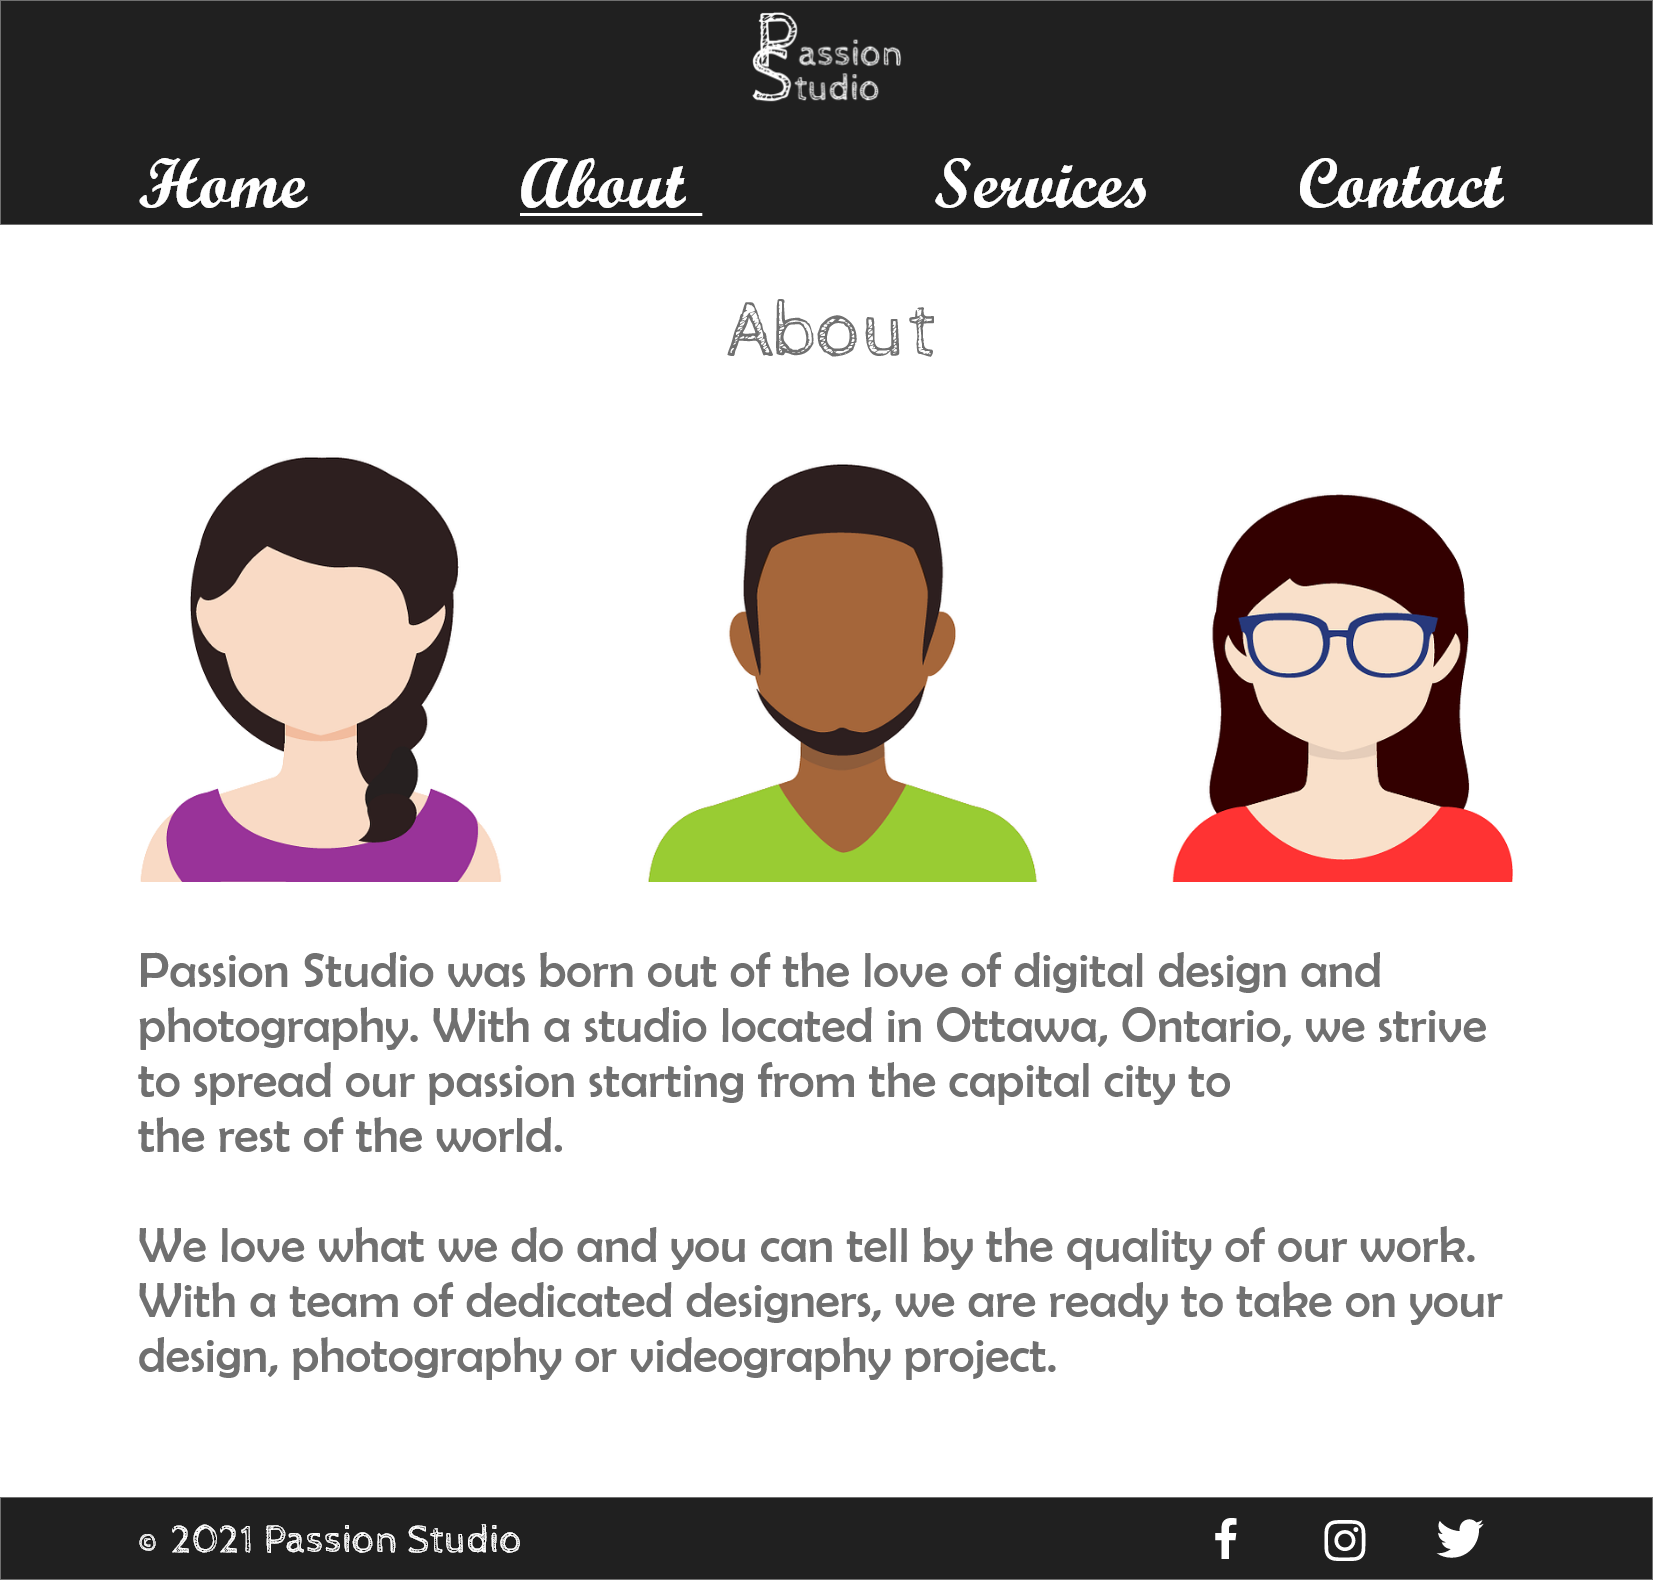 Passion
Studio
Home About Services Contact
About
Passion Studio was born out of the love of digital design and
photography. With a studio located in Ottawa, Ontario, we strive
to spread our passion starting from the capital city to
the rest of the world.
We love what we do and you can tell by the quality of our work.
With a team of dedicated designers, we are ready to take on your
design, photography or videography project.
© 2021 Passion Studio